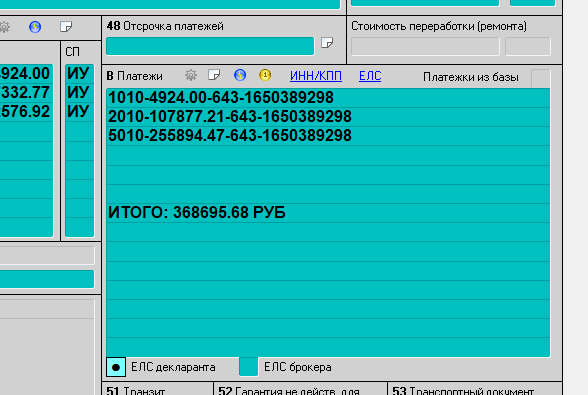 48 Отсрочка платежей
Стоимость переработки (ремонта)
СП
В Платежи
ИНН/КПП
ЕЛС
Платежки из базы
4924.00 ИУ
332.77 ИУ
576.92 ИУ
1010-4924.00-643-1650389298
2010-107877.21-643-1650389298
5010-255894.47-643-1650389298
ИТОГО: 368695.68 РУБ
ЕЛС декларанта
ЕЛС брокера
51 Транзит
52 Гарантия не действ. для
53 Транспортный документ